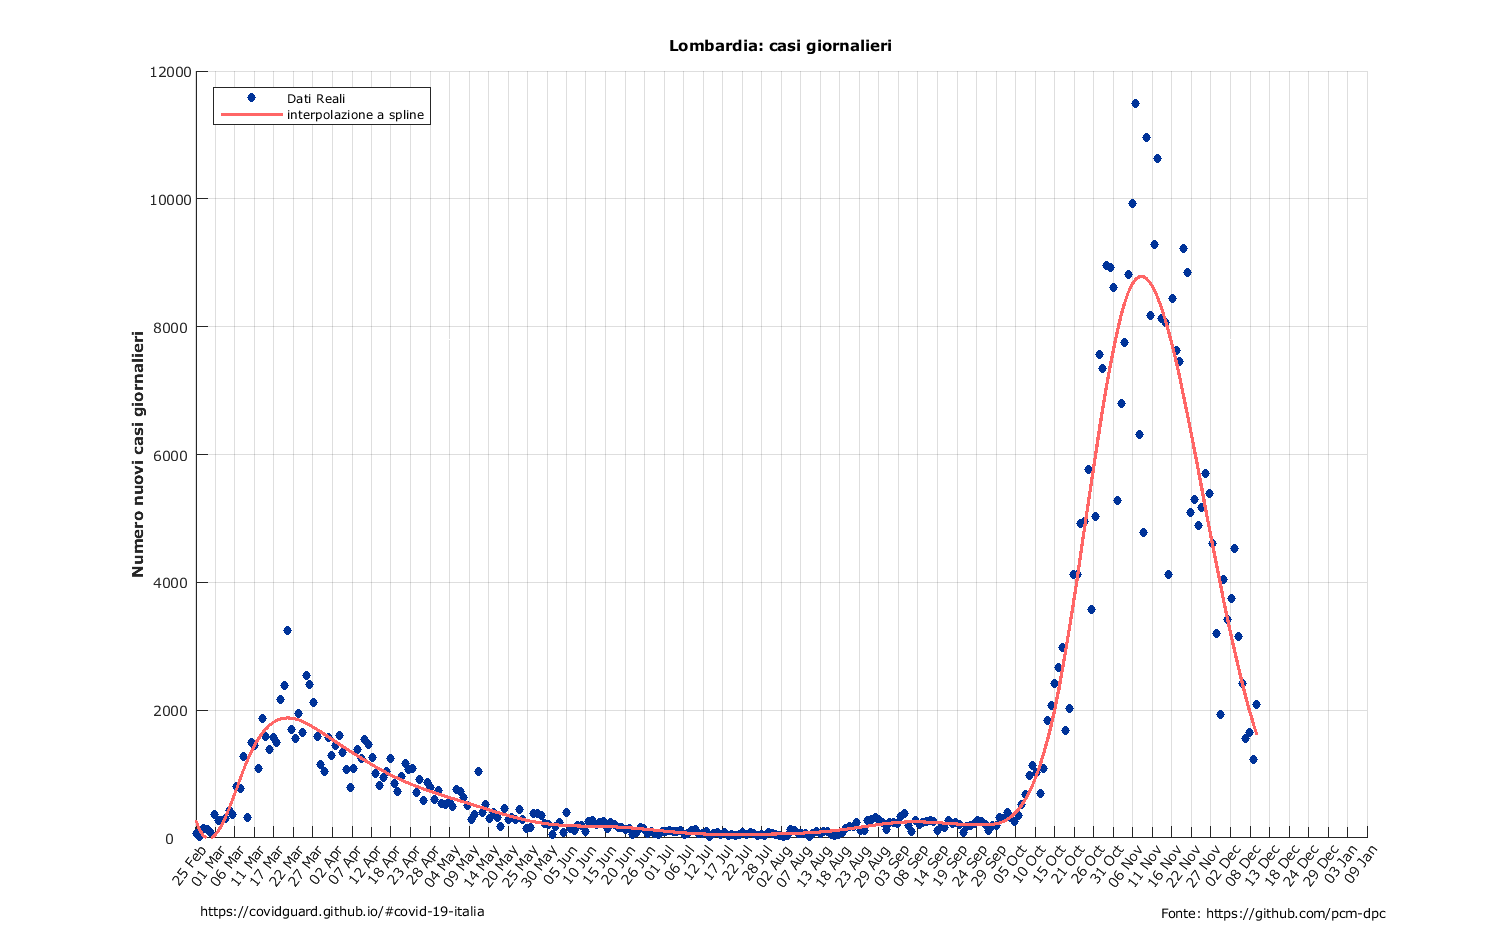 Lombardia: casi giornalieri
12000
10000
8000
6000
4000
2000
0
Numero nuovi casi giornalieri
Dati Reali
interpolazione a spline
25 Feb
01 Mar
06 Mar
11 Mar
17 Mar
22 Mar
27 Mar
02 Apr
07 Apr
12 Apr
18 Apr
23 Apr
28 Apr
04 May
09 May
14 May
20 May
25 May
30 May
05 Jun
10 Jun
15 Jun
20 Jun
26 Jun
01 Jul
06 Jul
12 Jul
17 Jul
22 Jul
28 Jul
02 Aug
07 Aug
13 Aug
18 Aug
23 Aug
29 Aug
03 Sep
08 Sep
14 Sep
19 Sep
24 Sep
29 Sep
05 Oct
10 Oct
15 Oct
21 Oct
26 Oct
31 Oct
06 Nov
11 Nov
16 Nov
22 Nov
27 Nov
02 Dec
08 Dec
13 Dec
18 Dec
24 Dec
29 Dec
03 Jan
09 Jan
https://covidguard.github.io/#covid-19-italia
Fonte: https://github.com/pcm-dpc